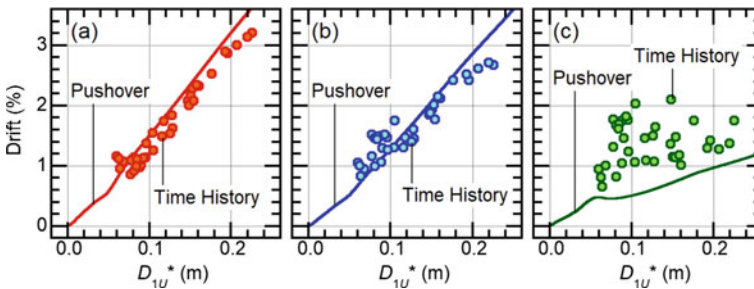 (a)
(b)
(c)
3
2
1
0
Drift (%)
Pushover
Time History
Pushover
Time History
Pushover
Time History
0.0 0.1 0.2
0.0 0.1 0.2
0.0 0.1 0.2
D1U* (m)
D1U* (m)
D1U* (m)